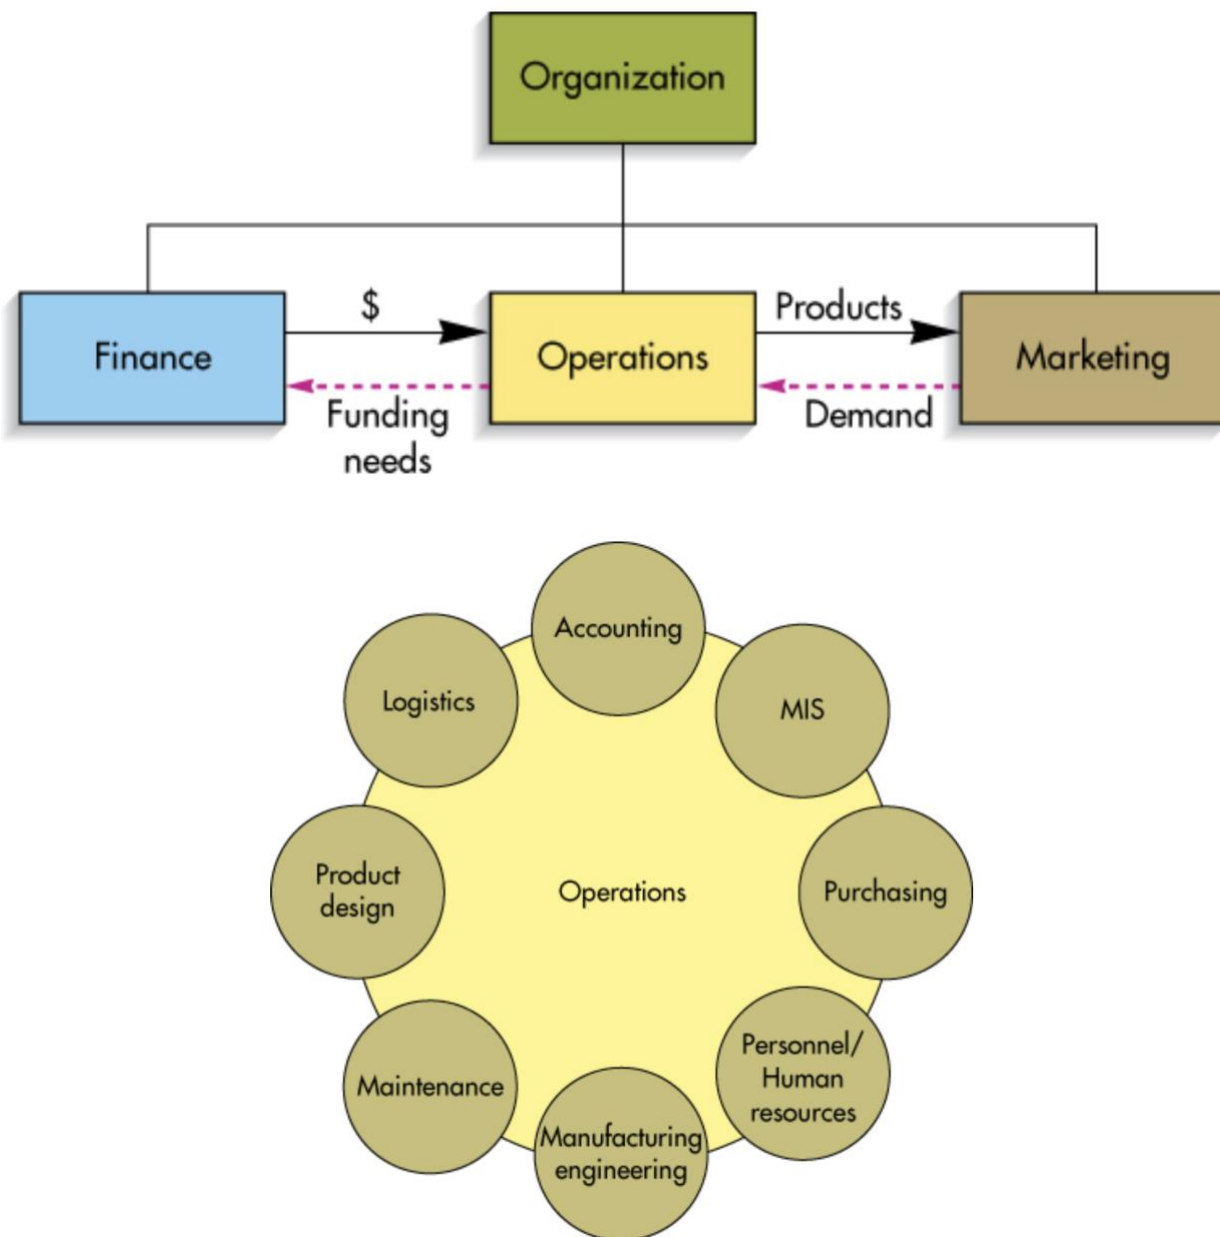 Organization
$
Products
Finance
Operations
Marketing
Funding
needs
Demand
Accounting
Logistics
MIS
Product
design
Operations
Purchasing
Maintenance
Personnel/
Human
resources
Manufacturing
engineering